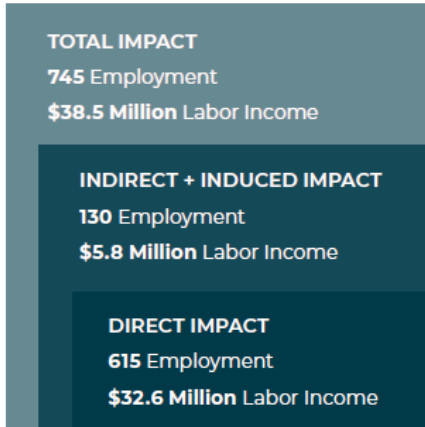 TOTAL IMPACT
745 Employment
$38.5 Million Labor Income
INDIRECT + INDUCED IMPACT
130 Employment
$5.8 Million Labor Income
DIRECT IMPACT
615 Employment
$32.6 Million Labor Income